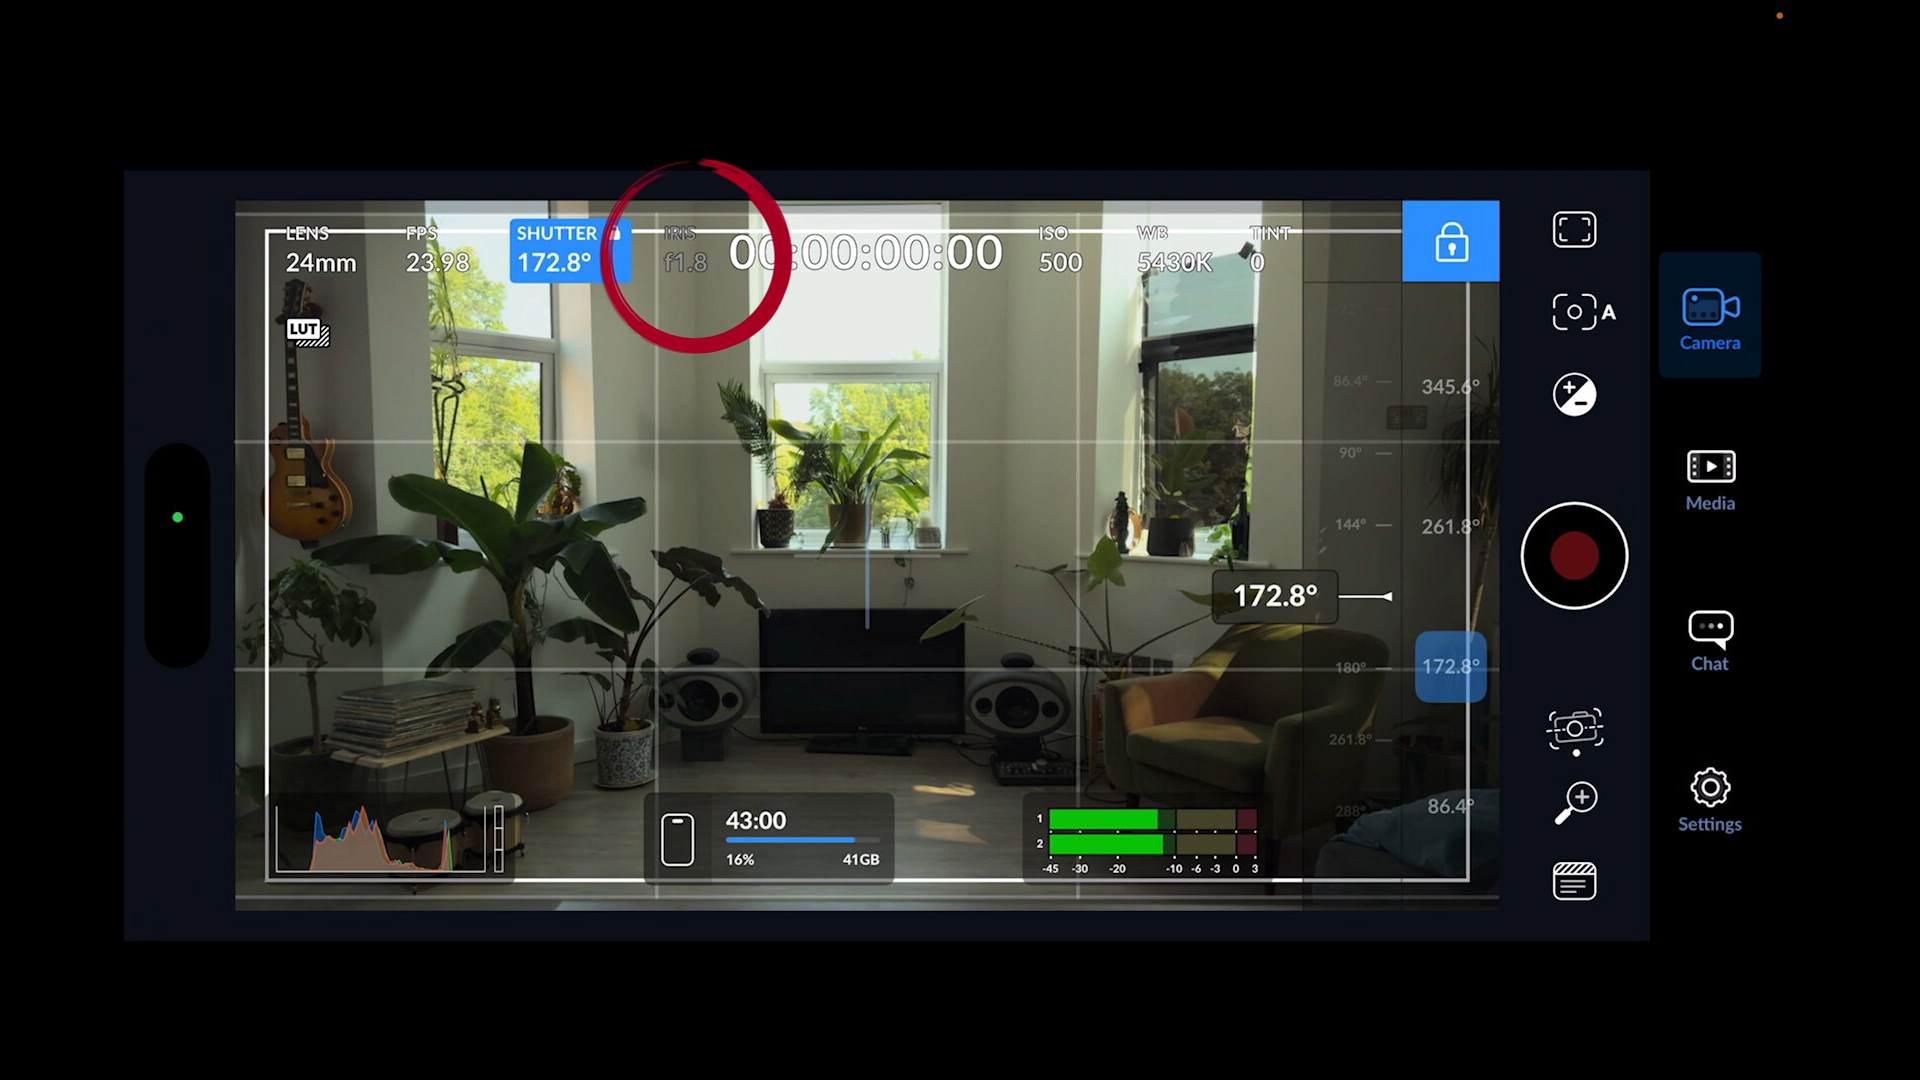 LENS
24mm
FPS
23.98
SHUTTER
172.8°
IRIS
f1.8
00:00:00:00
ISO
500
WB
5430K
TINT
0
LUT
A
Camera
86.4°
345.6°
90°
Media
144°
261.8°
172.8°
180°
172.8°
Chat
261.8°
288°
86.4°
Settings
43:00
16%
41GB
1
2
-45 -30 -20 -10 -6 -3 0 3